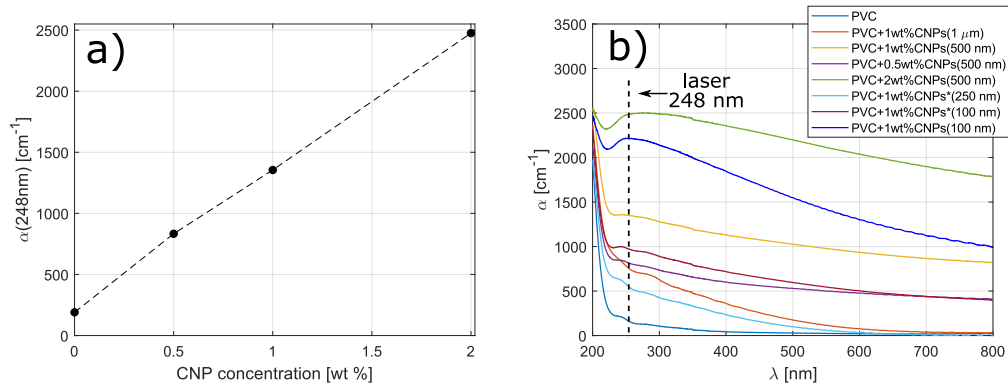 a)
2500
2000
1500
1000
500
0
0
0.5
1
1.5
2
α(248nm) [cm⁻¹]
CNP concentration [wt %]
b)
laser
248 nm
PVC
PVC+1wt%CNPs(1 μm)
PVC+1wt%CNPs(500 nm)
PVC+0.5wt%CNPs(500 nm)
PVC+2wt%CNPs(500 nm)
PVC+1wt%CNPs*(250 nm)
PVC+1wt%CNPs*(100 nm)
PVC+1wt%CNPs(100 nm)
3500
3000
2500
2000
1500
1000
500
0
200
300
400
500
600
700
800
α [cm⁻¹]
λ [nm]